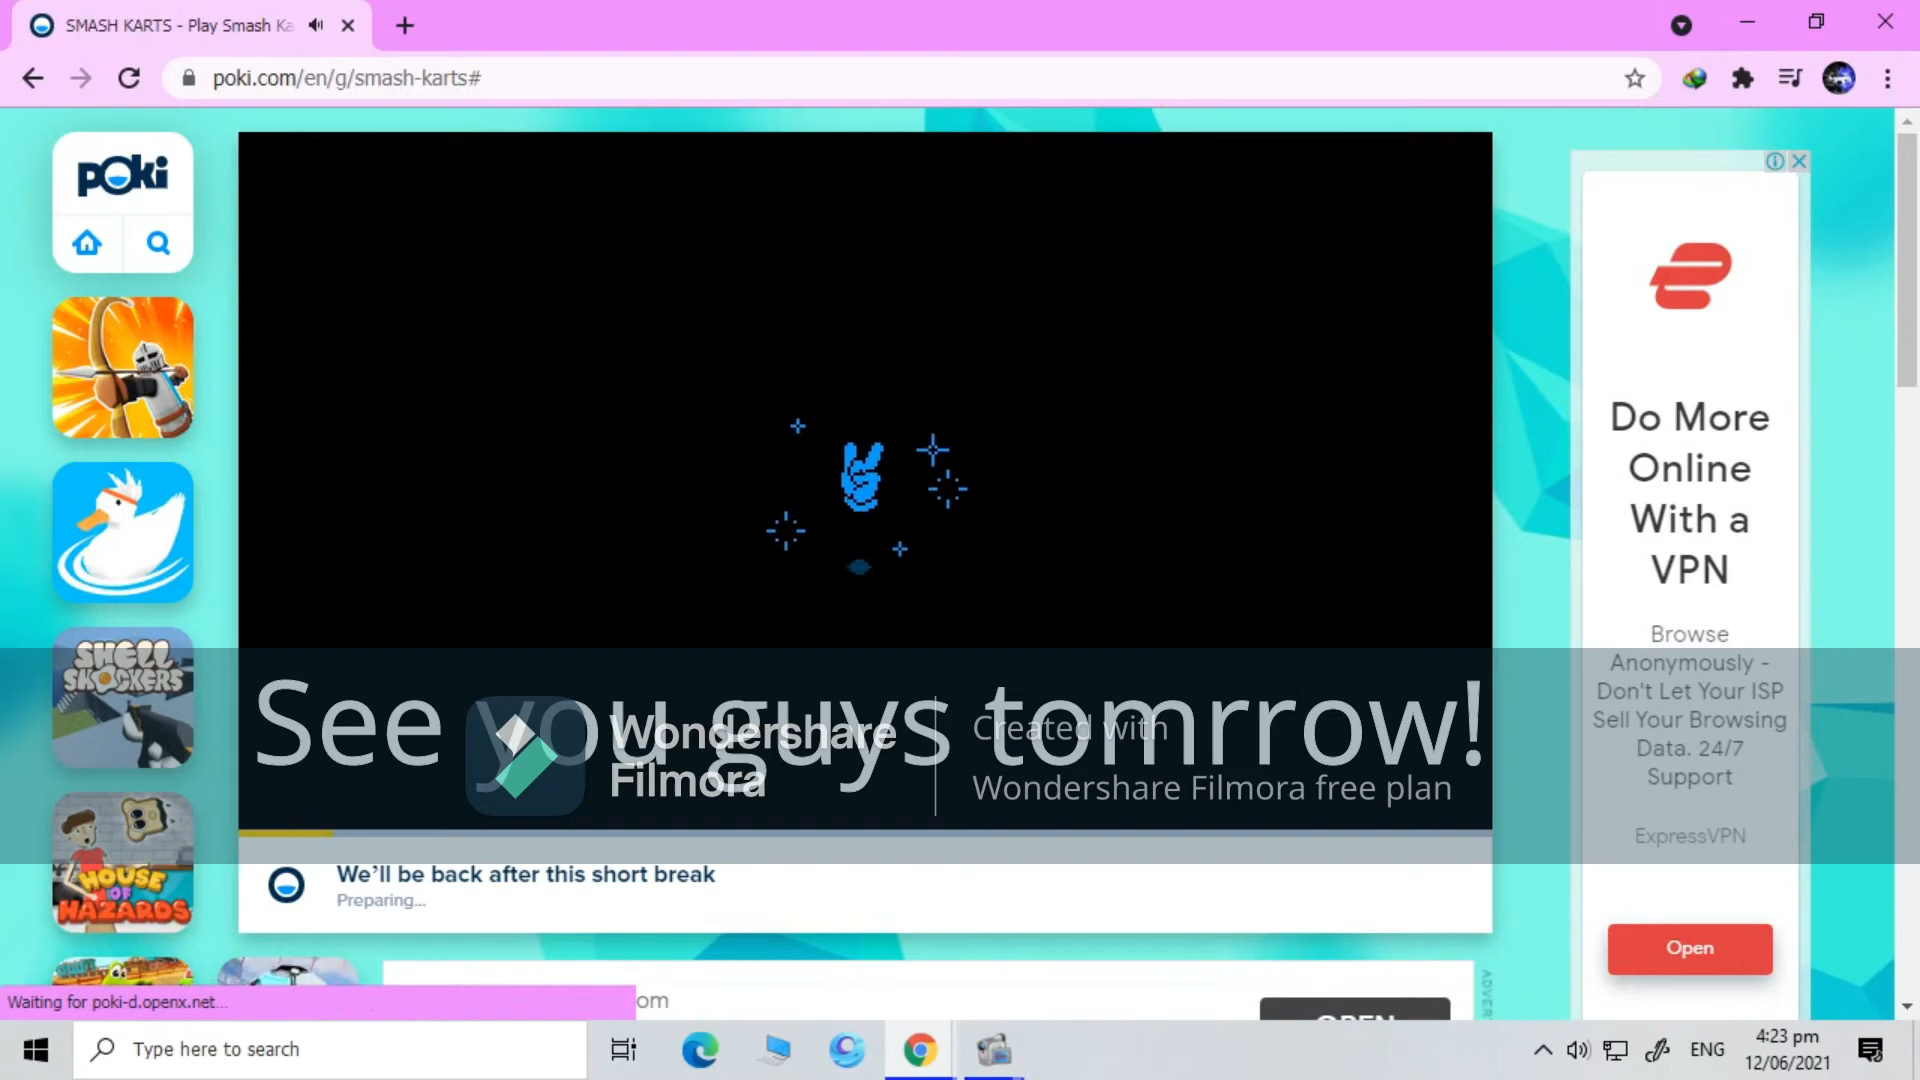 SMASH KARTS - Play Smash Ka
poki.com/en/g/smash-karts#
poki
Do More
Online
With a
VPN
Browse
Anonymously -
Don't Let Your ISP
Sell Your Browsing
Data. 24/7
Support
ExpressVPN
Open
SHELL
SHOCKERS
See you guys tomrrow!
Wondershare
Filmora
Created with
Wondershare Filmora free plan
HOUSE
OF
HAZARDS
We'll be back after this short break
Preparing...
Waiting for poki-d.openx.net...
om
OPEN
ADVER
Type here to search
ENG
4:23 pm
12/06/2021